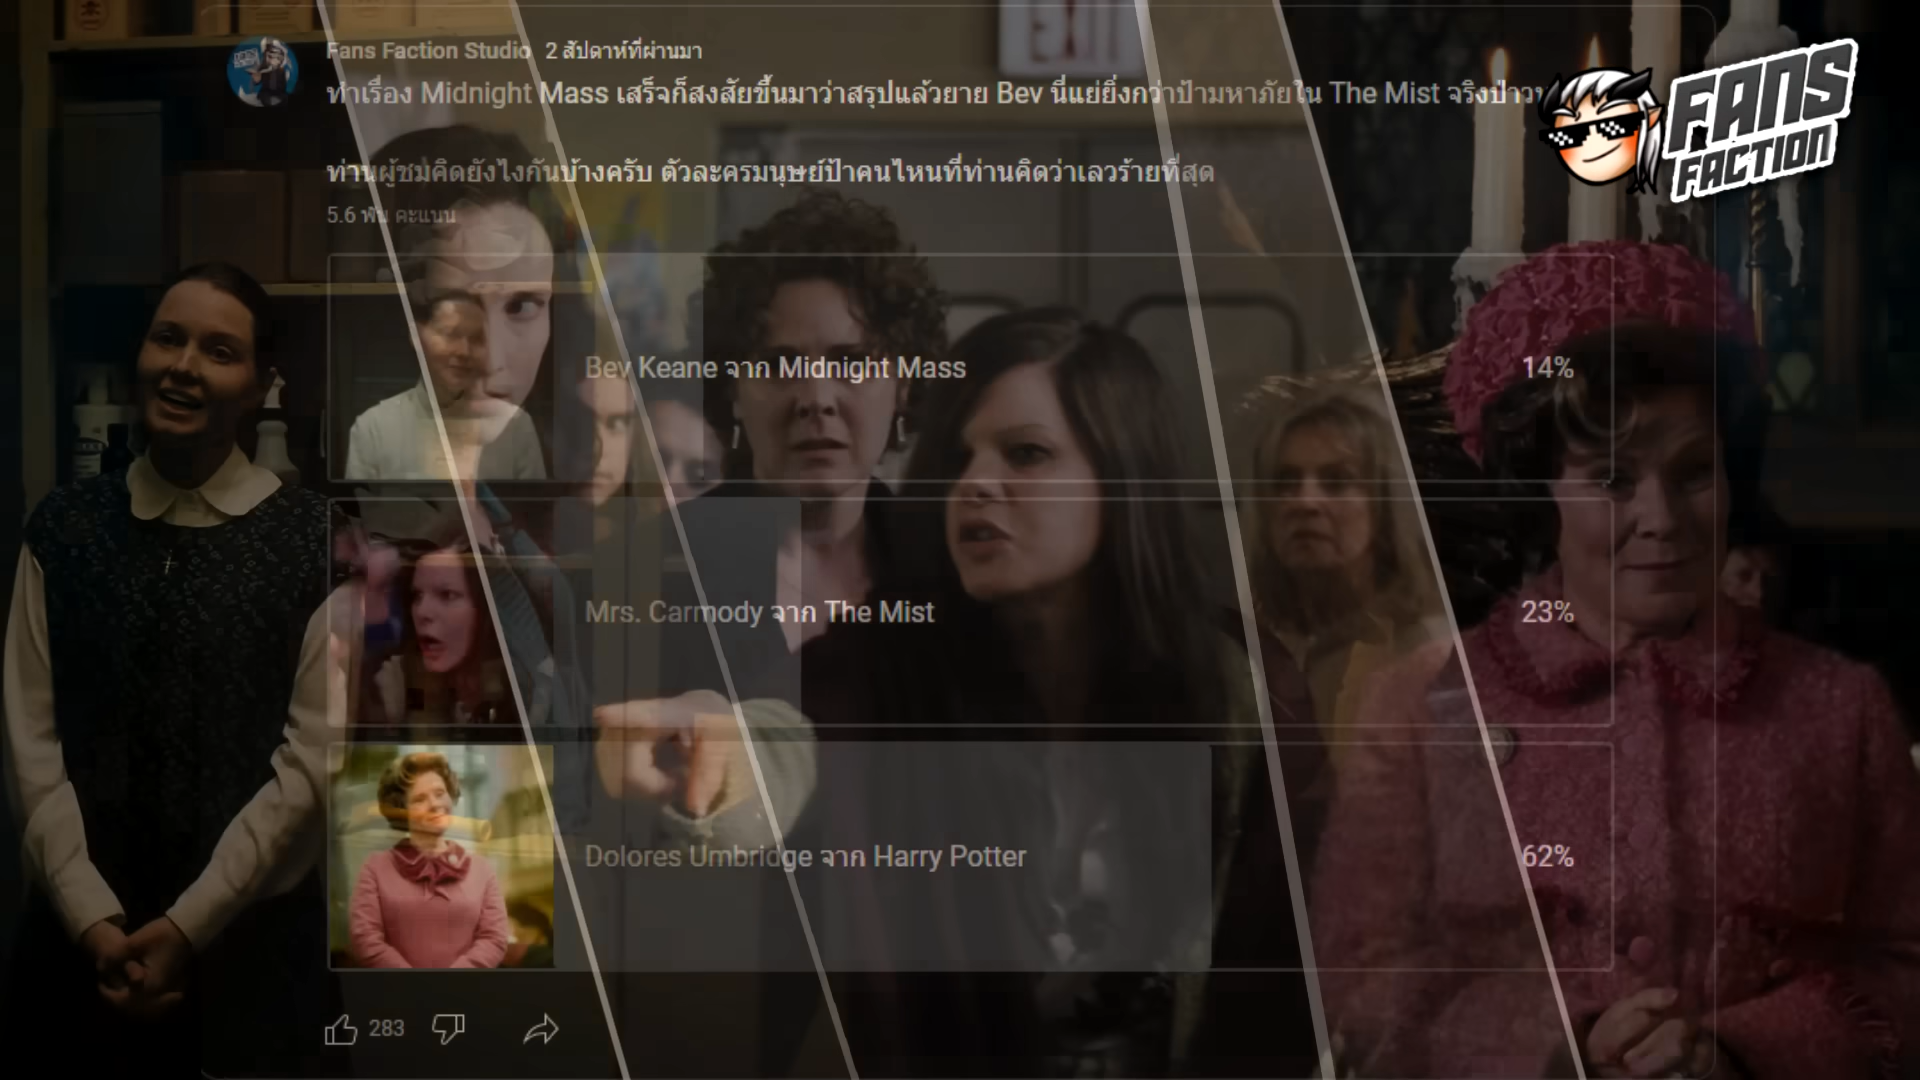 EXIT
Fans Faction Studio 2 สัปดาห์ที่ผ่านมา
ทำเรื่อง Midnight Mass เสร็จก็สงสัยขึ้นมาว่าสรุปแล้วยาย Bev นี่แย่ยิ่งกว่าป้ามหาภัยใน The Mist จริงป่าว
FANS
FACTION
ท่านผู้ชมคิดยังไงกันบ้างครับ ตัวละครมนุษย์ป้าคนไหนที่ท่านคิดว่าเลวร้ายที่สุด
5.6 พัน คะแนน
Bev Keane จาก Midnight Mass 14%
Mrs. Carmody จาก The Mist 23%
Dolores Umbridge จาก Harry Potter 62%
283